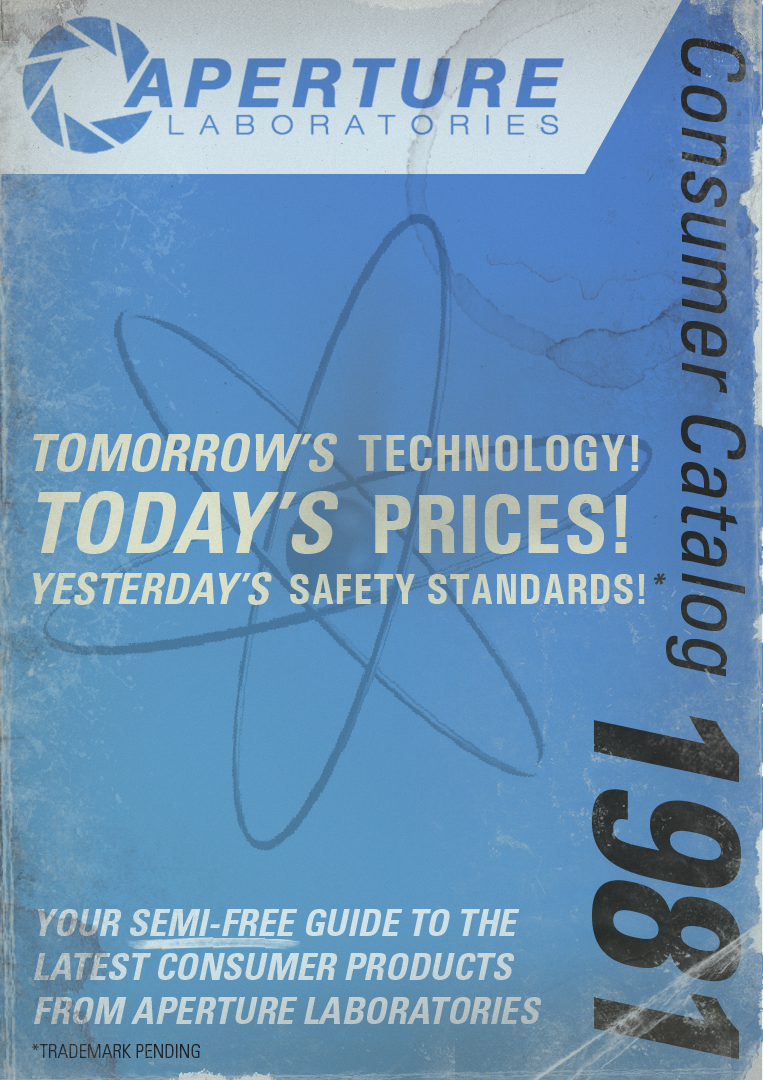 APERTURE
LABORATORIES
Consumer Catalog 1981
TOMORROW'S TECHNOLOGY!
TODAY'S PRICES!
YESTERDAY'S SAFETY STANDARDS!*
YOUR SEMI-FREE GUIDE TO THE
LATEST CONSUMER PRODUCTS
FROM APERTURE LABORATORIES
*TRADEMARK PENDING